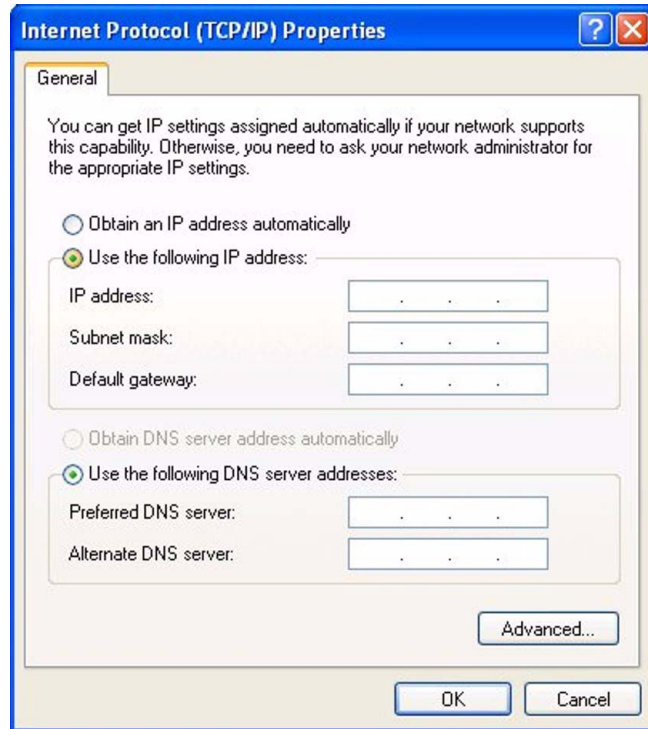 Internet Protocol (TCP/IP) Properties
General
You can get IP settings assigned automatically if your network supports
this capability. Otherwise, you need to ask your network administrator for
the appropriate IP settings.
Obtain an IP address automatically
Use the following IP address:
IP address:
Subnet mask:
Default gateway:
Obtain DNS server address automatically
Use the following DNS server addresses:
Preferred DNS server:
Alternate DNS server:
Advanced...
OK Cancel